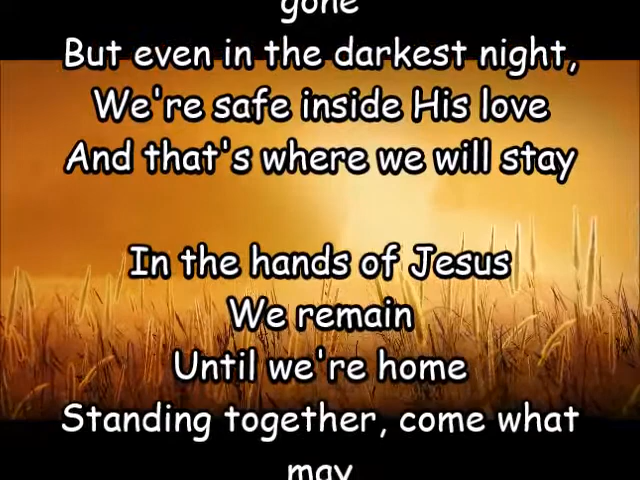 gone
But even in the darkest night,
We're safe inside His love
And that's where we will stay
In the hands of Jesus
We remain
Until we're home
Standing together, come what
may